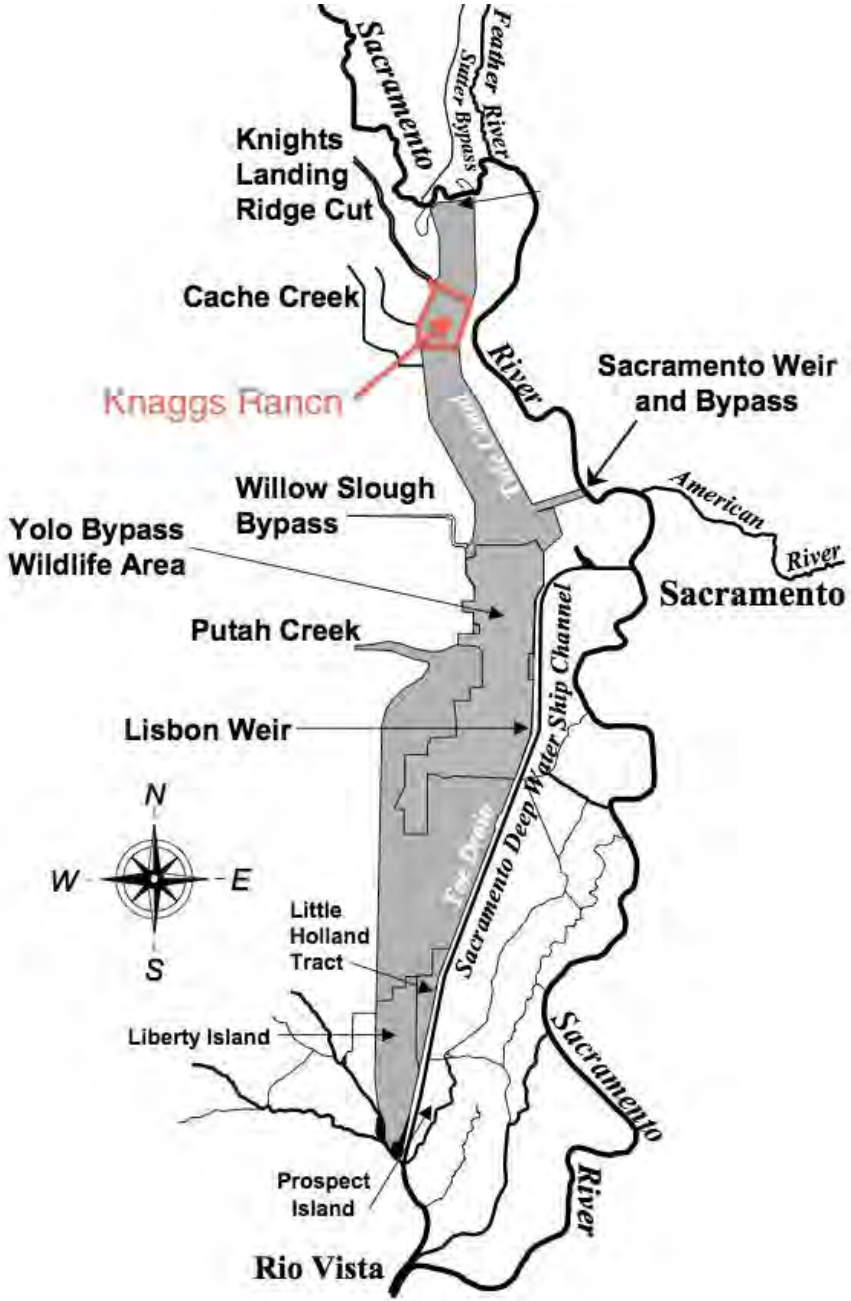 Sacramento
Feather River
Sutter Bypass
Knights
Landing
Ridge Cut
Cache Creek
Knaggs Ranch
River
Sacramento Weir
and Bypass
American
River
Sacramento
Willow Slough
Bypass
Yolo Bypass
Wildlife Area
Putah Creek
Lisbon Weir
Sacramento Deep Water Ship Channel
Drain
N
W
E
S
Little
Holland
Tract
Liberty Island
Prospect
Island
Sacramento
River
Rio Vista